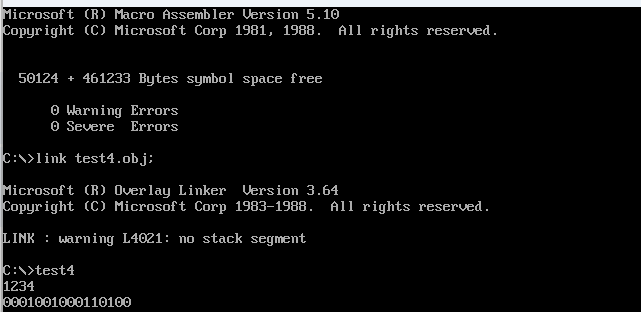 Microsoft (R) Macro Assembler Version 5.10
Copyright (C) Microsoft Corp 1981, 1988.  All rights reserved.
50124 + 461233 Bytes symbol space free
0 Warning Errors
0 Severe  Errors
C:\>link test4.obj;
Microsoft (R) Overlay Linker  Version 3.64
Copyright (C) Microsoft Corp 1983-1988.  All rights reserved.
LINK : warning L4021: no stack segment
C:\>test4
1234
0001001000110100